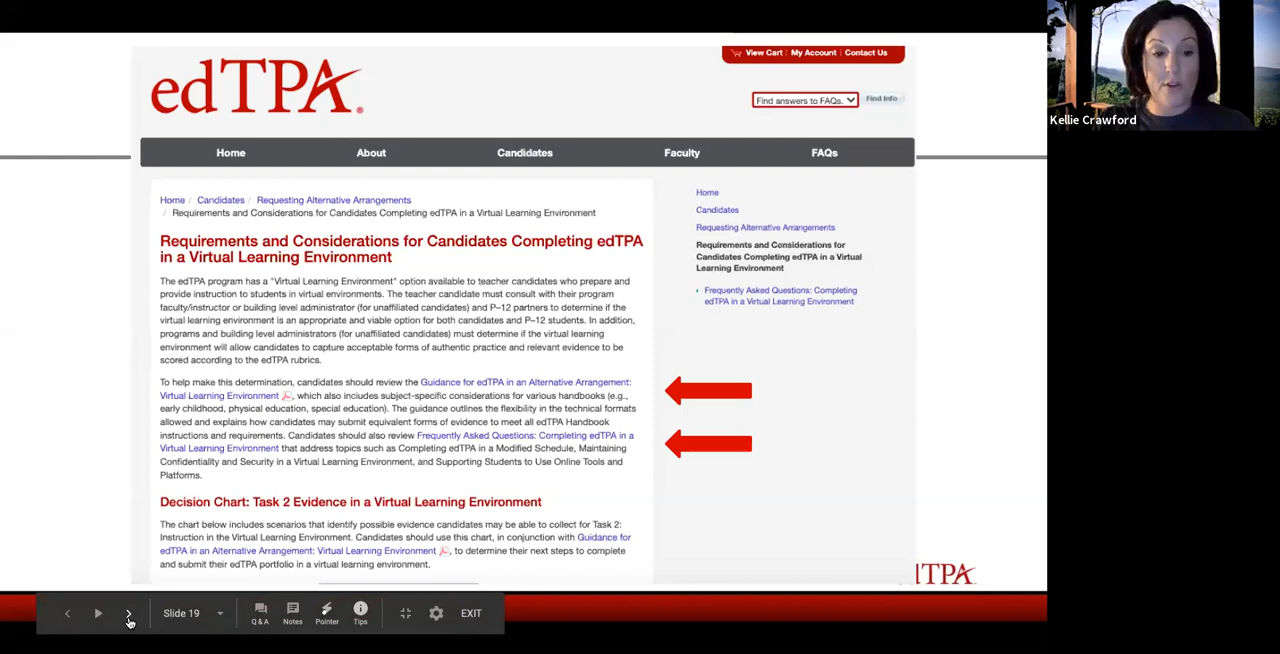 View Cart | My Account | Contact Us
edTPA®
Find answers to FAQs.
Find Info
Kellie Crawford
Home
About
Candidates
Faculty
FAQs
Home / Candidates / Requesting Alternative Arrangements
/ Requirements and Considerations for Candidates Completing edTPA in a Virtual Learning Environment
Requirements and Considerations for Candidates Completing edTPA
in a Virtual Learning Environment
The edTPA program has a "Virtual Learning Environment" option available to teacher candidates who prepare and
provide instruction to students in virtual environments. The teacher candidate must consult with their program
faculty/instructor or building level administrator (for unaffiliated candidates) and P–12 partners to determine if the
virtual learning environment is an appropriate and viable option for both candidates and P–12 students. In addition,
programs and building level administrators (for unaffiliated candidates) must determine if the virtual learning
environment will allow candidates to capture acceptable forms of authentic practice and relevant evidence to be
scored according to the edTPA rubrics.
To help make this determination, candidates should review the Guidance for edTPA in an Alternative Arrangement:
Virtual Learning Environment , which also includes subject-specific considerations for various handbooks (e.g.,
early childhood, physical education, special education). The guidance outlines the flexibility in the technical formats
allowed and explains how candidates may submit equivalent forms of evidence to meet all edTPA Handbook
instructions and requirements. Candidates should also review Frequently Asked Questions: Completing edTPA in a
Virtual Learning Environment that address topics such as Completing edTPA in a Modified Schedule, Maintaining
Confidentiality and Security in a Virtual Learning Environment, and Supporting Students to Use Online Tools and
Platforms.
Decision Chart: Task 2 Evidence in a Virtual Learning Environment
The chart below includes scenarios that identify possible evidence candidates may be able to collect for Task 2:
Instruction in the Virtual Learning Environment. Candidates should use this chart, in conjunction with Guidance for
edTPA in an Alternative Arrangement: Virtual Learning Environment , to determine their next steps to complete
and submit their edTPA portfolio in a virtual learning environment.
Home
Candidates
Requesting Alternative Arrangements
Requirements and Considerations for
Candidates Completing edTPA in a Virtual
Learning Environment
Frequently Asked Questions: Completing
edTPA in a Virtual Learning Environment
Slide 19
Q & A
Notes
Pointer
Tips
EXIT